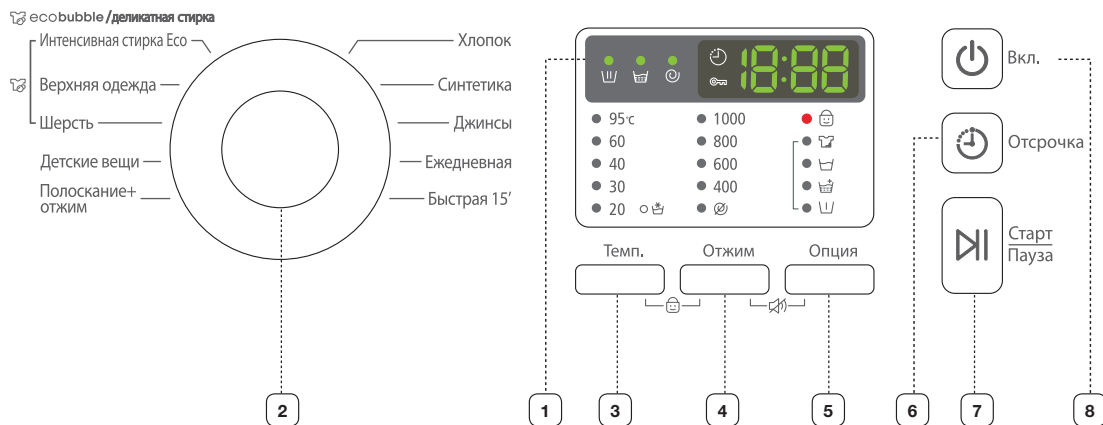 ecobubble/деликатная стирка
Интенсивная стирка Eco
Верхняя одежда
Шерсть
Детские вещи
Полоскание+
отжим
Хлопок
Синтетика
Джинсы
Ежедневная
Быстрая 15'
18:88
95°c
60
40
30
20
1000
800
600
400
Темп.
Отжим
Опция
Вкл.
Отсрочка
Старт
Пауза
2
1
3
4
5
6
7
8